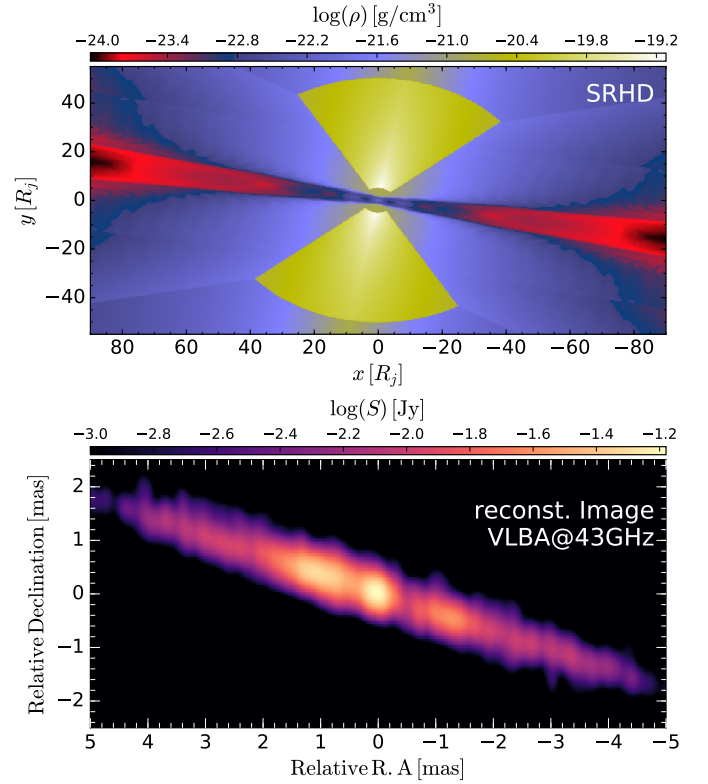 log(ρ) [g/cm³]
−24.0 −23.4 −22.8 −22.2 −21.6 −21.0 −20.4 −19.8 −19.2
SRHD
40
20
0
−20
−40
y [R_j]
80 60 40 20 0 −20 −40 −60 −80
x [R_j]
log(S) [Jy]
−3.0 −2.8 −2.6 −2.4 −2.2 −2.0 −1.8 −1.6 −1.4 −1.2
reconst. Image
VLBA@43GHz
2
1
0
−1
−2
Relative Declination [mas]
5 4 3 2 1 0 −1 −2 −3 −4 −5
Relative R. A [mas]